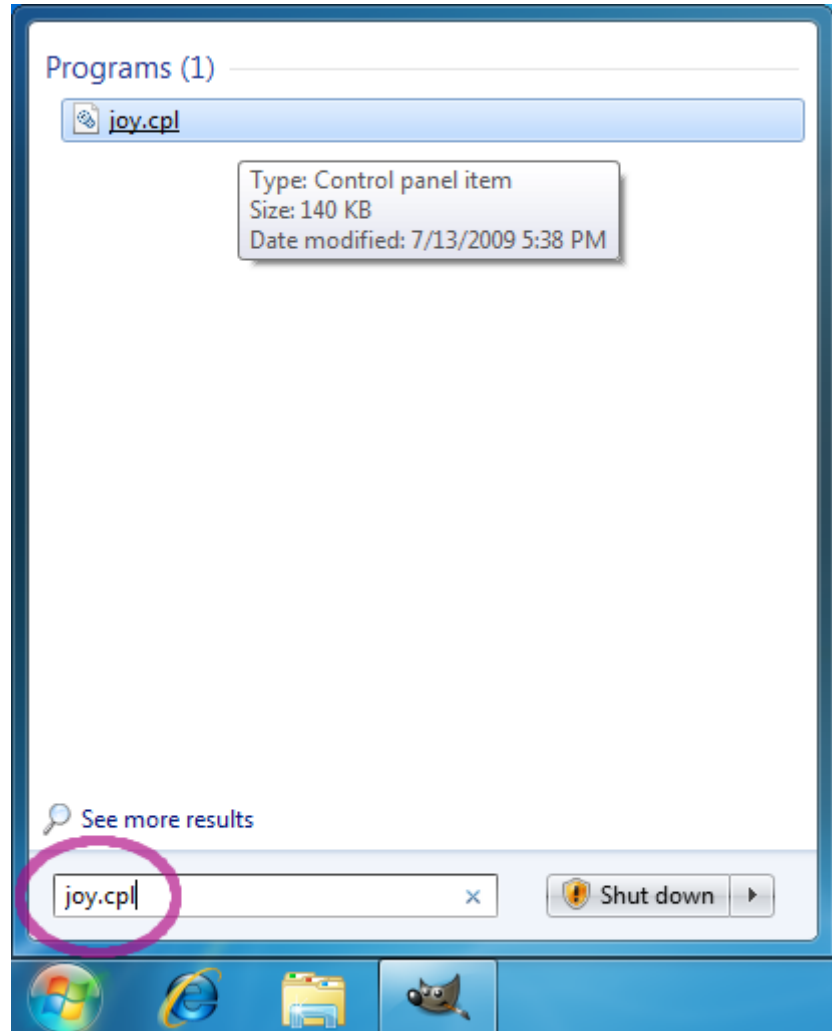 Programs (1)
joy.cpl
Type: Control panel item
Size: 140 KB
Date modified: 7/13/2009 5:38 PM
See more results
joy.cpl
Shut down